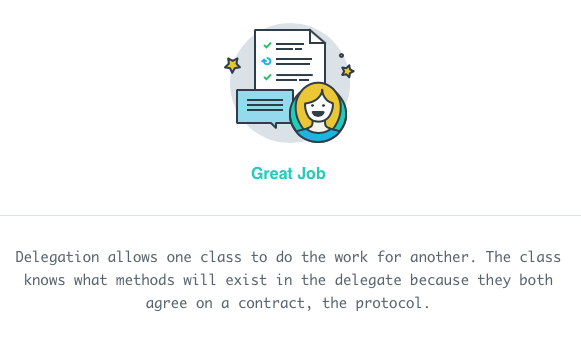 Great Job
Delegation allows one class to do the work for another. The class
knows what methods will exist in the delegate because they both
agree on a contract, the protocol.